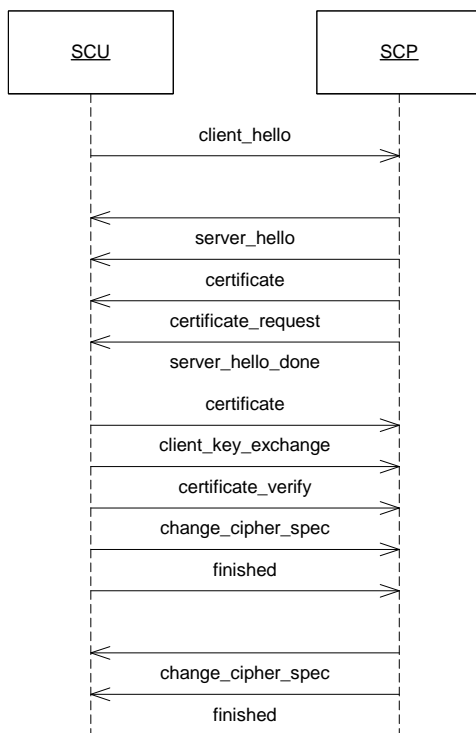 SCU
SCP
client_hello
server_hello
certificate
certificate_request
server_hello_done
certificate
client_key_exchange
certificate_verify
change_cipher_spec
finished
change_cipher_spec
finished